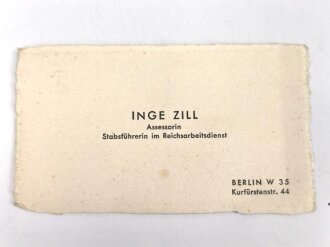 INGE ZILL
Assessorin
Stabsführerin im Reichsarbeitsdienst
BERLIN W 35
Kurfürstenstr. 44